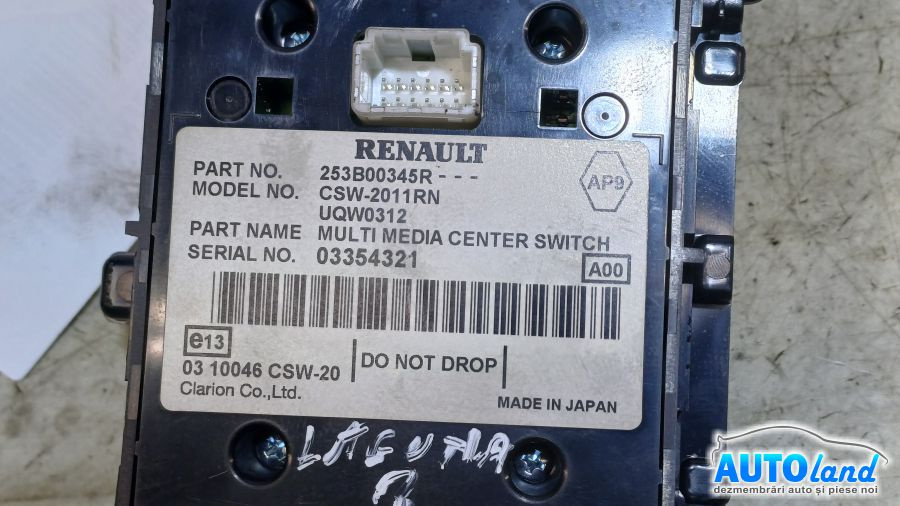 RENAULT
PART NO. 253B00345R - - -
MODEL NO. CSW-2011RN
UQW0312
AP9
PART NAME MULTI MEDIA CENTER SWITCH
SERIAL NO. 03354321
A00
e13
03 10046 CSW-20
DO NOT DROP
Clarion Co.,Ltd.
MADE IN JAPAN
LAGUNA
AUTOland
dezmembrări auto și piese noi